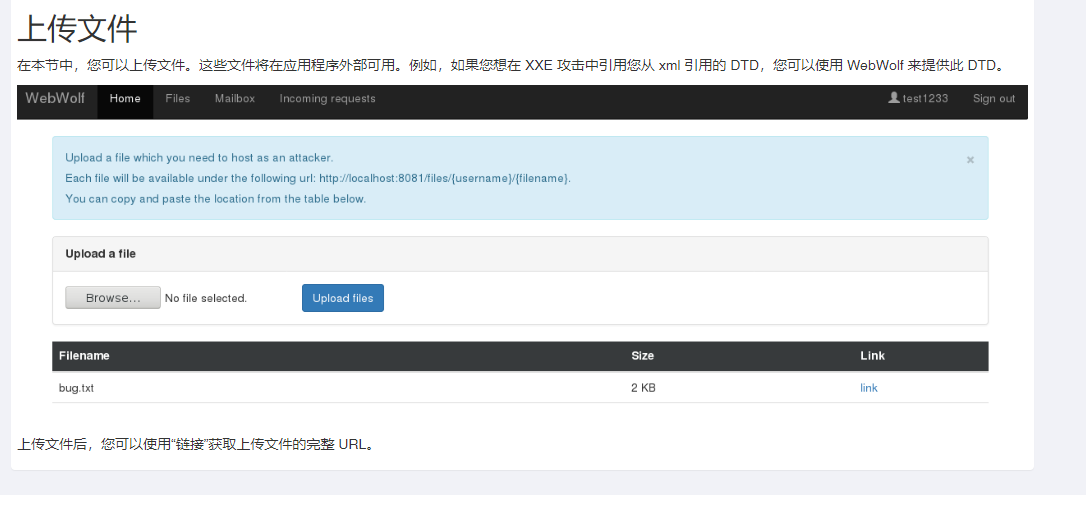 上传文件
在本节中，您可以上传文件。这些文件将在应用程序外部可用。例如，如果您想在 XXE 攻击中引用您从 xml 引用的 DTD，您可以使用 WebWolf 来提供此 DTD。
WebWolf Home Files Mailbox Incoming requests test1233 Sign out
Upload a file which you need to host as an attacker. ×
Each file will be available under the following url: http://localhost:8081/files/{username}/{filename}.
You can copy and paste the location from the table below.
Upload a file
Browse... No file selected. Upload files
Filename Size Link
bug.txt 2 KB link
上传文件后，您可以使用“链接”获取上传文件的完整 URL。